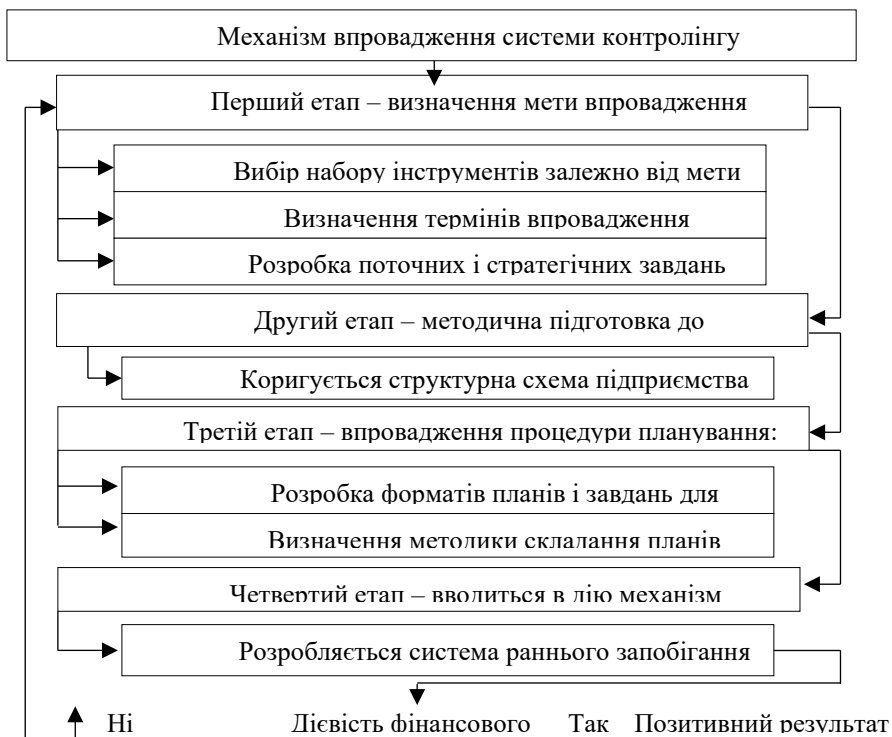 Механізм впровадження системи контролінгу
Перший етап – визначення мети впровадження
Вибір набору інструментів залежно від мети
Визначення термінів впровадження
Розробка поточних і стратегічних завдань
Другий етап – методична підготовка до
Коригується структурна схема підприємства
Третій етап – впровадження процедури планування:
Розробка форматів планів і завдань для
Визначення методики складання планів
Четвертий етап – вводиться в дію механізм
Розробляється система раннього запобігання
Ні Дієвість фінансового Так Позитивний результат